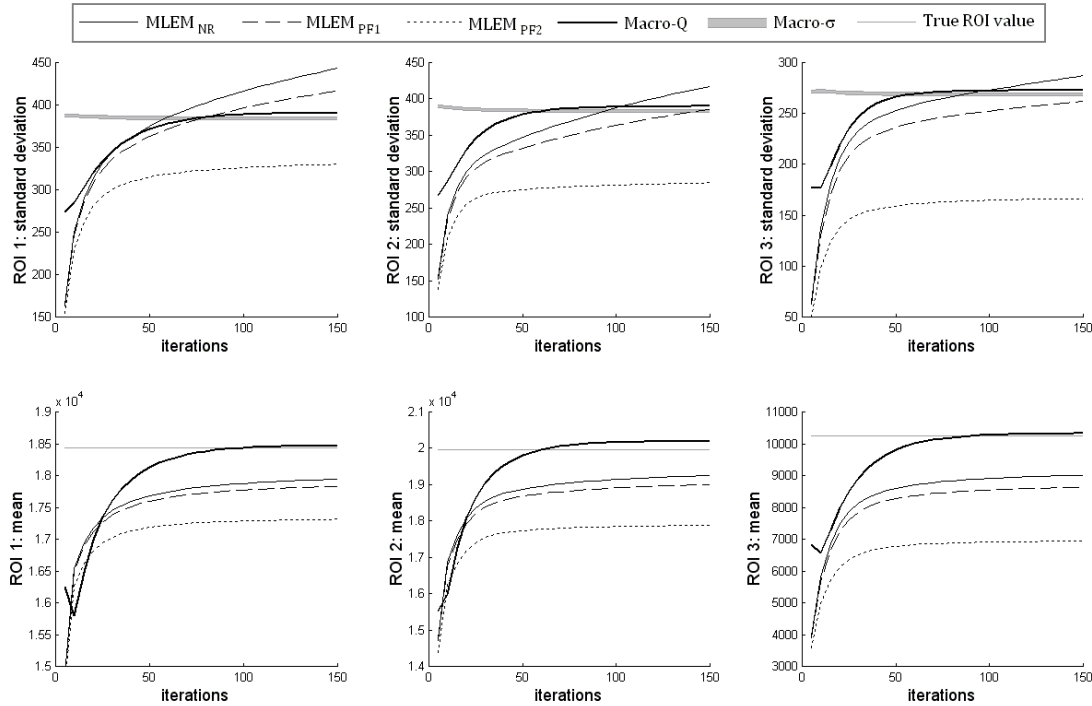 MLEM NR MLEM PF1 MLEM PF2 Macro-Q Macro-σ True ROI value
450
400
350
300
250
200
150
0 50 100 150
iterations
ROI 1: standard deviation
450
400
350
300
250
200
150
100
0 50 100 150
iterations
ROI 2: standard deviation
300
250
200
150
100
50
0 50 100 150
iterations
ROI 3: standard deviation
x 10^4
1.9
1.85
1.8
1.75
1.7
1.65
1.6
1.55
1.5
0 50 100 150
iterations
ROI 1: mean
x 10^4
2.1
2
1.9
1.8
1.7
1.6
1.5
1.4
0 50 100 150
iterations
ROI 2: mean
11000
10000
9000
8000
7000
6000
5000
4000
3000
0 50 100 150
iterations
ROI 3: mean